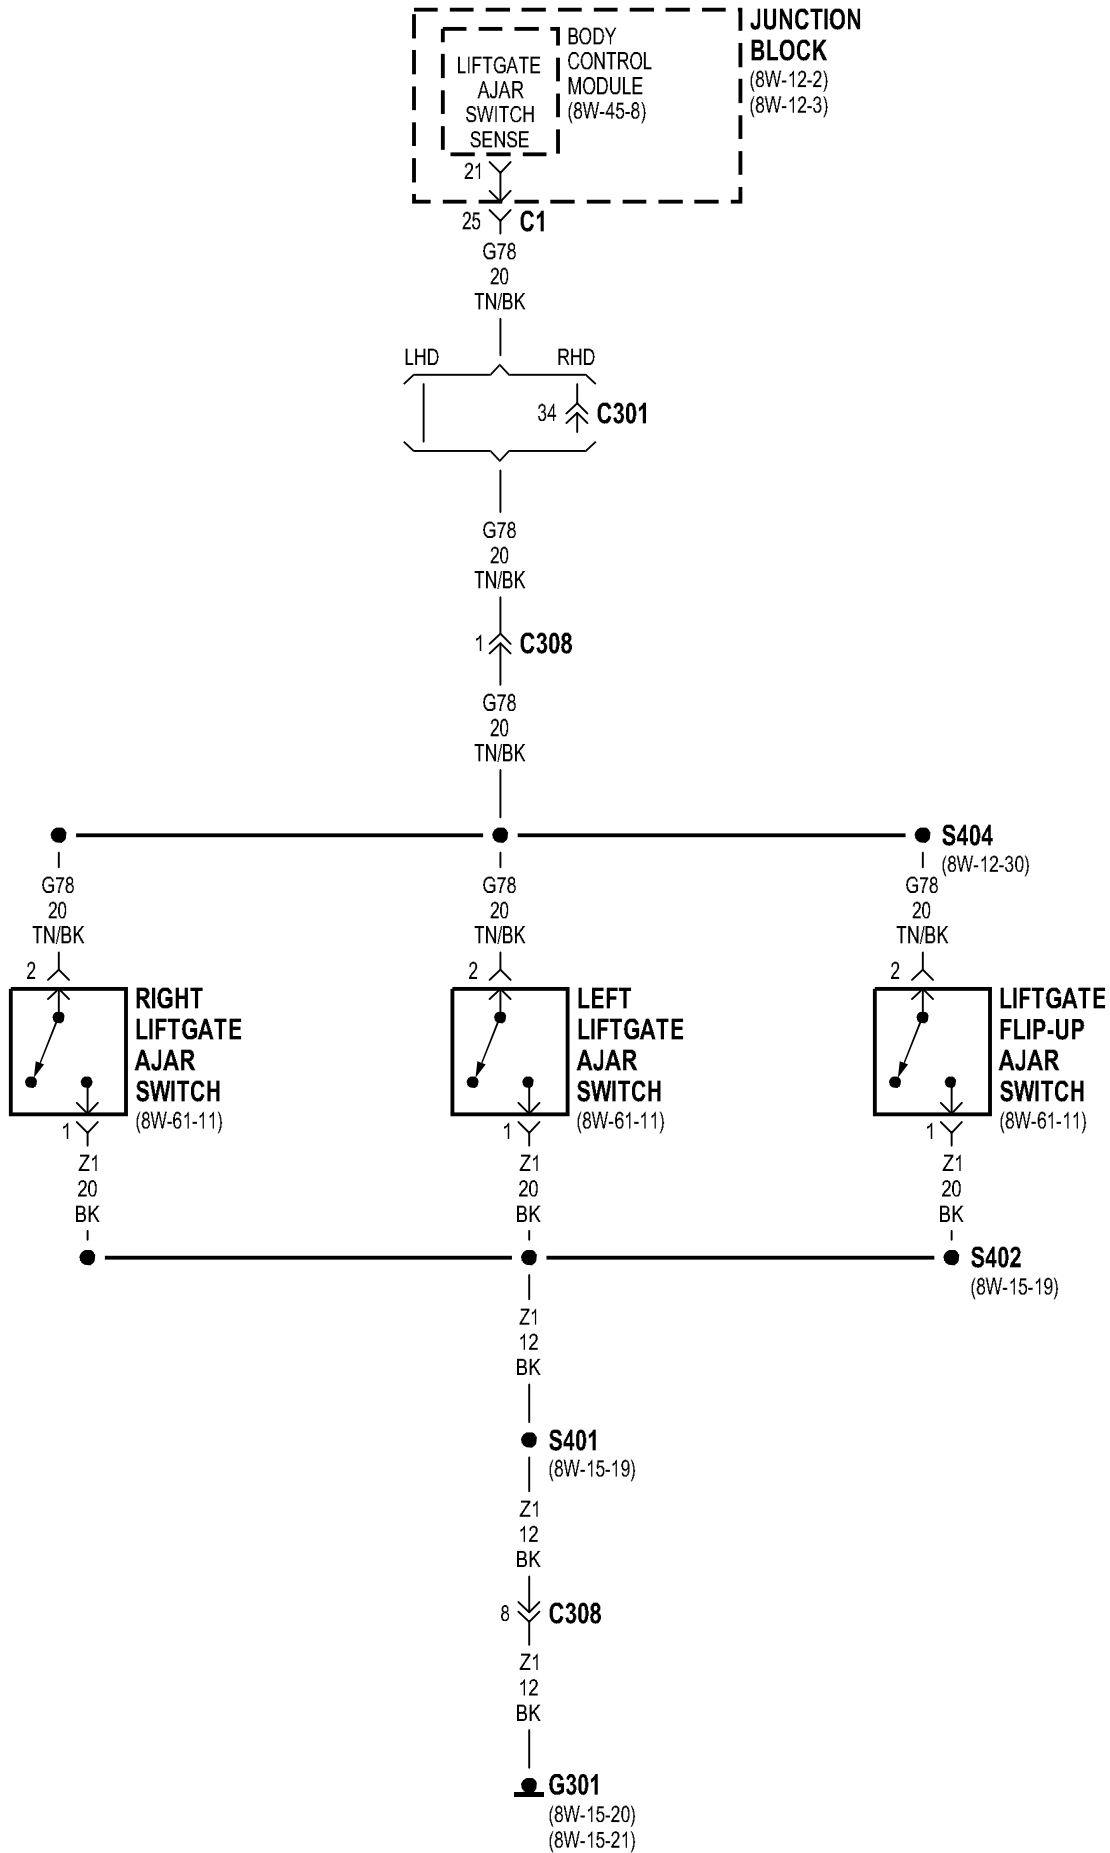 JUNCTION
BLOCK
(8W-12-2)
(8W-12-3)
BODY
CONTROL
MODULE
(8W-45-8)
LIFTGATE
AJAR
SWITCH
SENSE
21
25
C1
G78
20
TN/BK
LHD
RHD
34
C301
G78
20
TN/BK
1
C308
G78
20
TN/BK
S404
(8W-12-30)
G78
20
TN/BK
2
G78
20
TN/BK
2
G78
20
TN/BK
2
RIGHT
LIFTGATE
AJAR
SWITCH
(8W-61-11)
LEFT
LIFTGATE
AJAR
SWITCH
(8W-61-11)
LIFTGATE
FLIP-UP
AJAR
SWITCH
(8W-61-11)
1
Z1
20
BK
1
Z1
20
BK
1
Z1
20
BK
S402
(8W-15-19)
Z1
12
BK
S401
(8W-15-19)
Z1
12
BK
8
C308
Z1
12
BK
G301
(8W-15-20)
(8W-15-21)